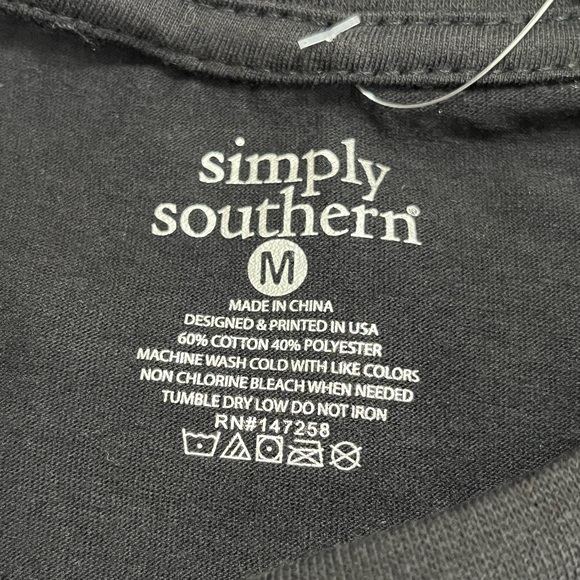 simply
southern®
M
MADE IN CHINA
DESIGNED & PRINTED IN USA
60% COTTON 40% POLYESTER
MACHINE WASH COLD WITH LIKE COLORS
NON CHLORINE BLEACH WHEN NEEDED
TUMBLE DRY LOW DO NOT IRON
RN#147258